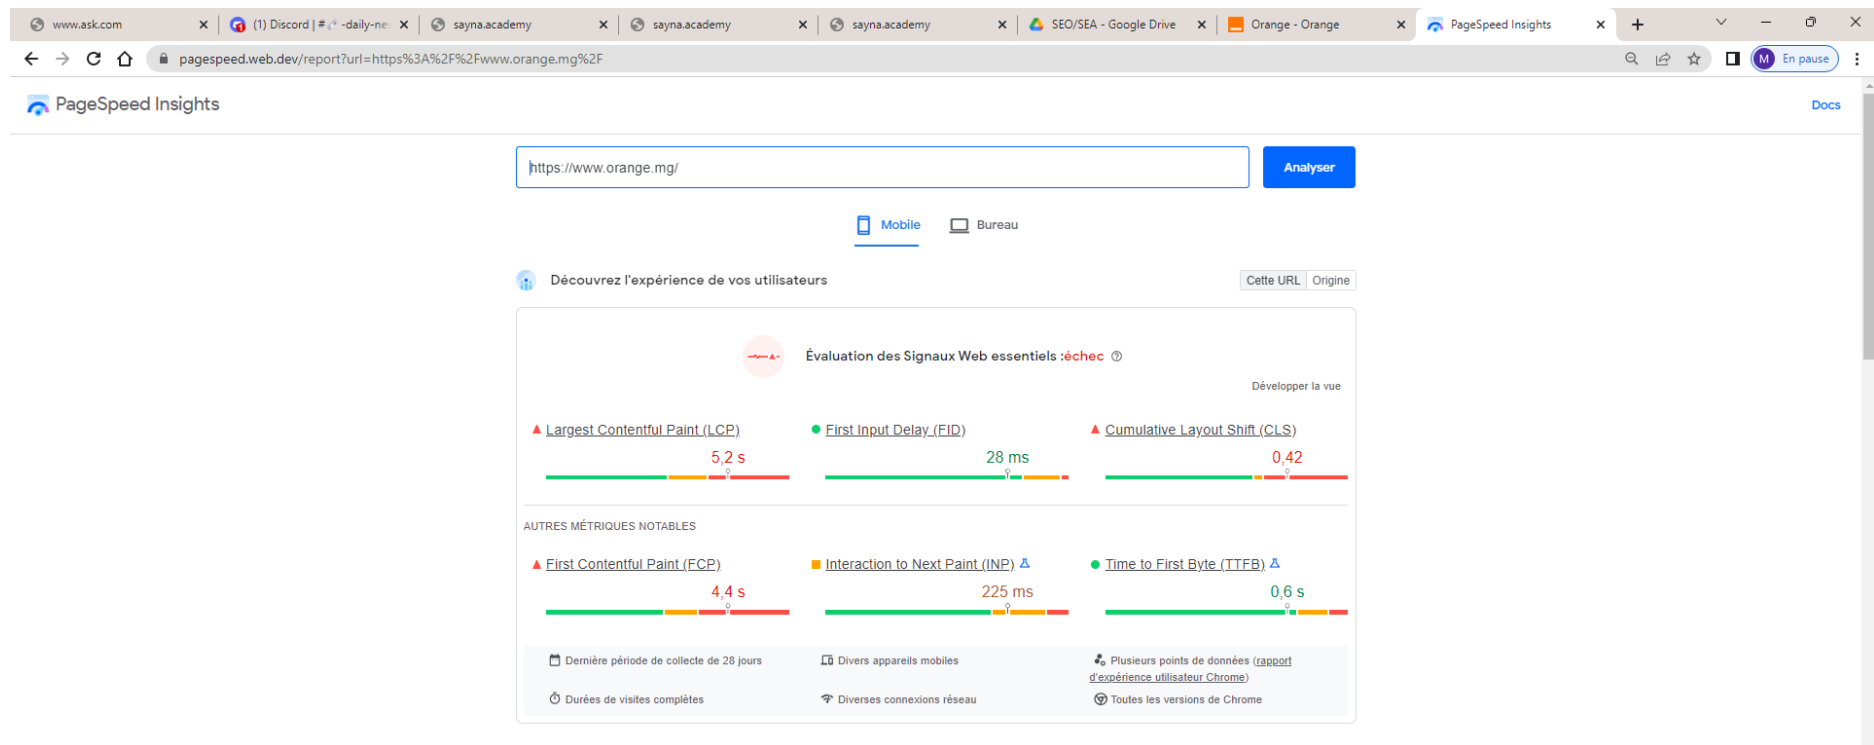 www.ask.com
(1) Discord | # -daily-ne
sayna.academy
sayna.academy
sayna.academy
SEO/SEA - Google Drive
Orange - Orange
PageSpeed Insights
pagespeed.web.dev/report?url=https%3A%2F%2Fwww.orange.mg%2F
M En pause
PageSpeed Insights
Docs
https://www.orange.mg/
Analyser
Mobile
Bureau
Découvrez l'expérience de vos utilisateurs
Cette URL Origine
Évaluation des Signaux Web essentiels :échec
Développer la vue
Largest Contentful Paint (LCP)
5,2 s
First Input Delay (FID)
28 ms
Cumulative Layout Shift (CLS)
0,42
AUTRES MÉTRIQUES NOTABLES
First Contentful Paint (FCP)
4,4 s
Interaction to Next Paint (INP)
225 ms
Time to First Byte (TTFB)
0,6 s
Dernière période de collecte de 28 jours
Divers appareils mobiles
Plusieurs points de données (rapport
d'expérience utilisateur Chrome)
Durées de visites complètes
Diverses connexions réseau
Toutes les versions de Chrome